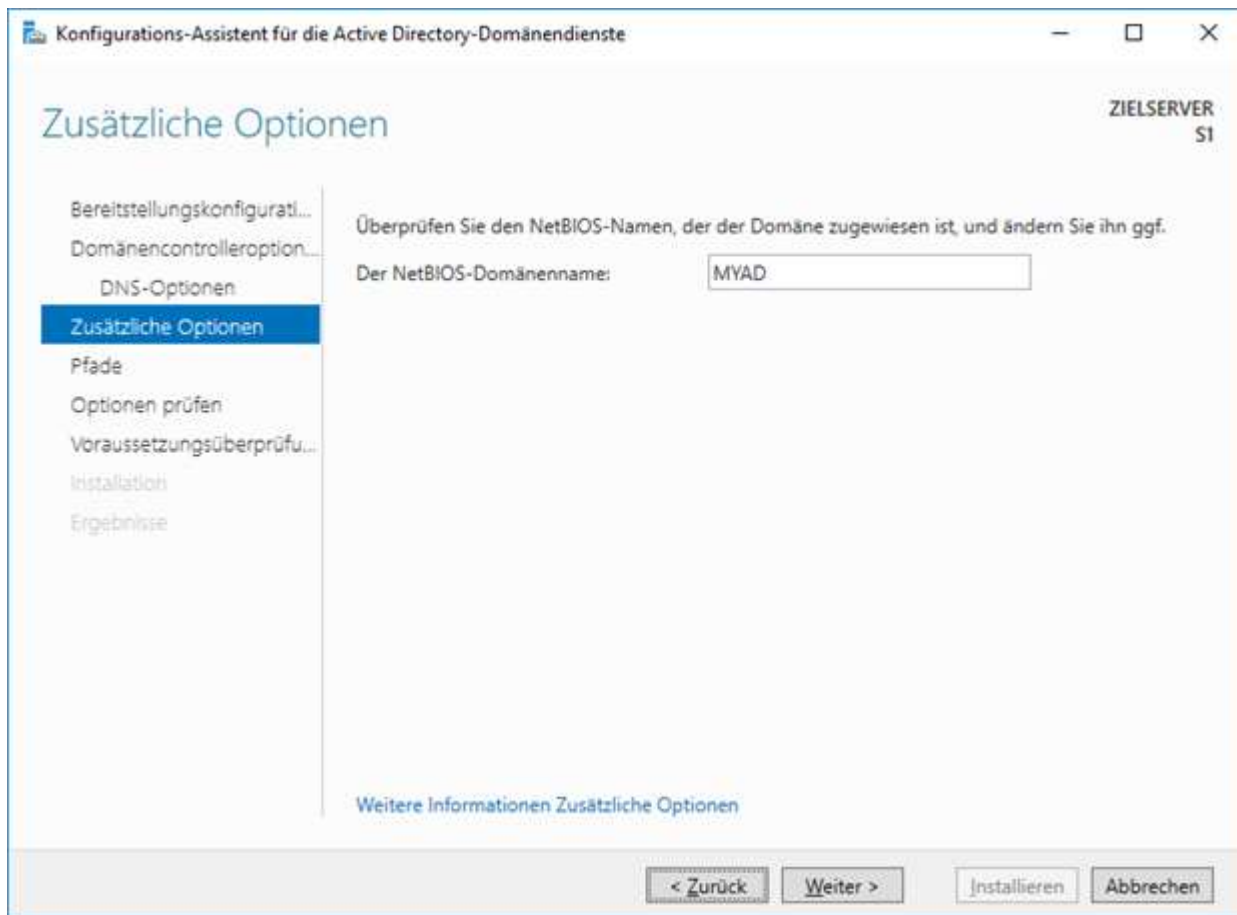 Konfigurations-Assistent für die Active Directory-Domänendienste
Zusätzliche Optionen
ZIELSERVER
S1
Bereitstellungskonfigurati...
Domänencontrolleroption...
DNS-Optionen
Zusätzliche Optionen
Pfade
Optionen prüfen
Voraussetzungsüberprüfu...
Installation
Ergebnisse
Überprüfen Sie den NetBIOS-Namen, der der Domäne zugewiesen ist, und ändern Sie ihn ggf.
Der NetBIOS-Domänenname: MYAD
Weitere Informationen Zusätzliche Optionen
< Zurück Weiter > Installieren Abbrechen